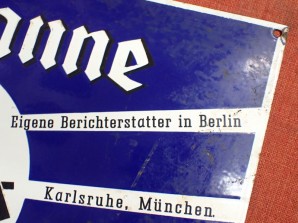 anne
Eigene Berichterstatter in Berlin
Karlsruhe, München.